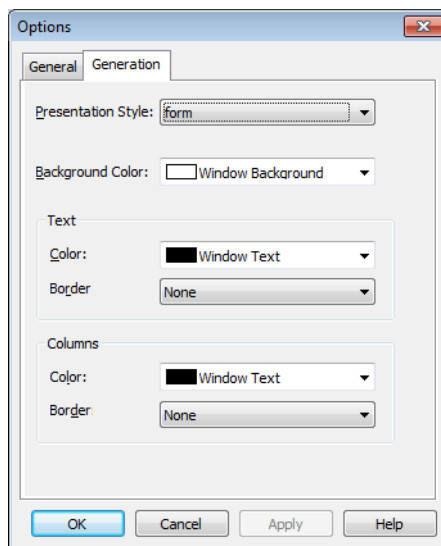 Options
General Generation
Presentation Style: form
Background Color: Window Background
Text
Color: Window Text
Border None
Columns
Color: Window Text
Border: None
OK Cancel Apply Help